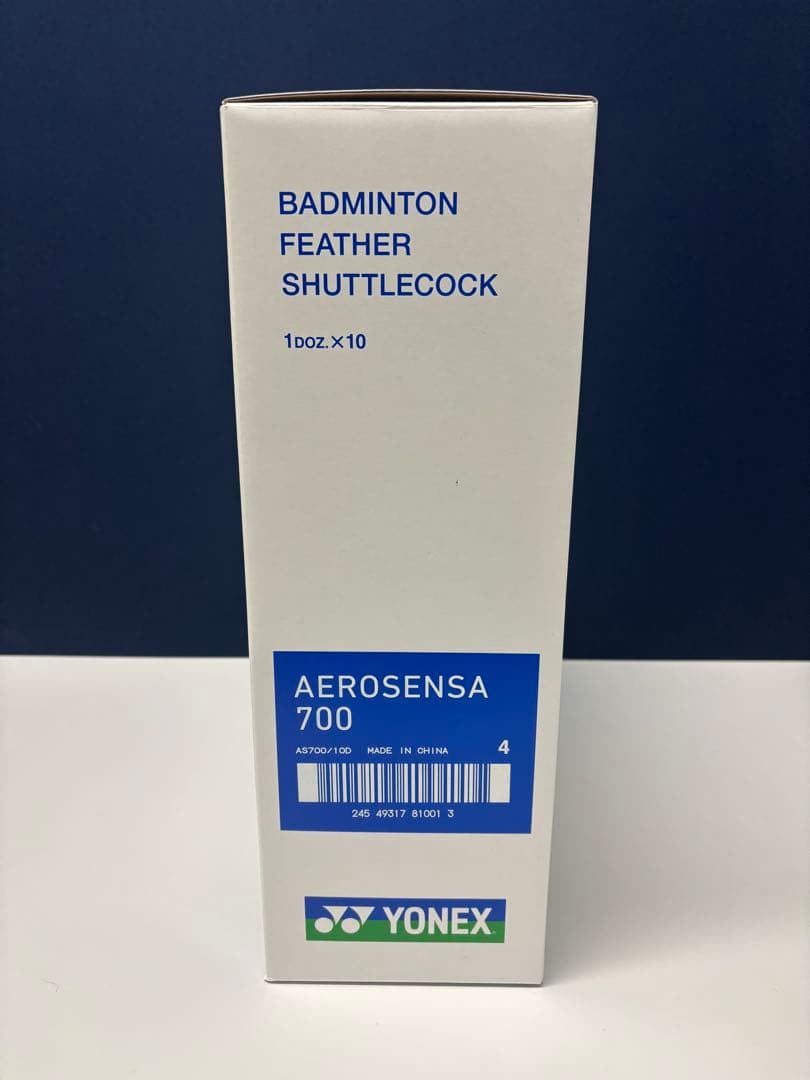 BADMINTON
FEATHER
SHUTTLECOCK
1DOZ.×10
AEROSENSA
700
AS700/10D MADE IN CHINA 4
245 49317 81001 3
YONEX